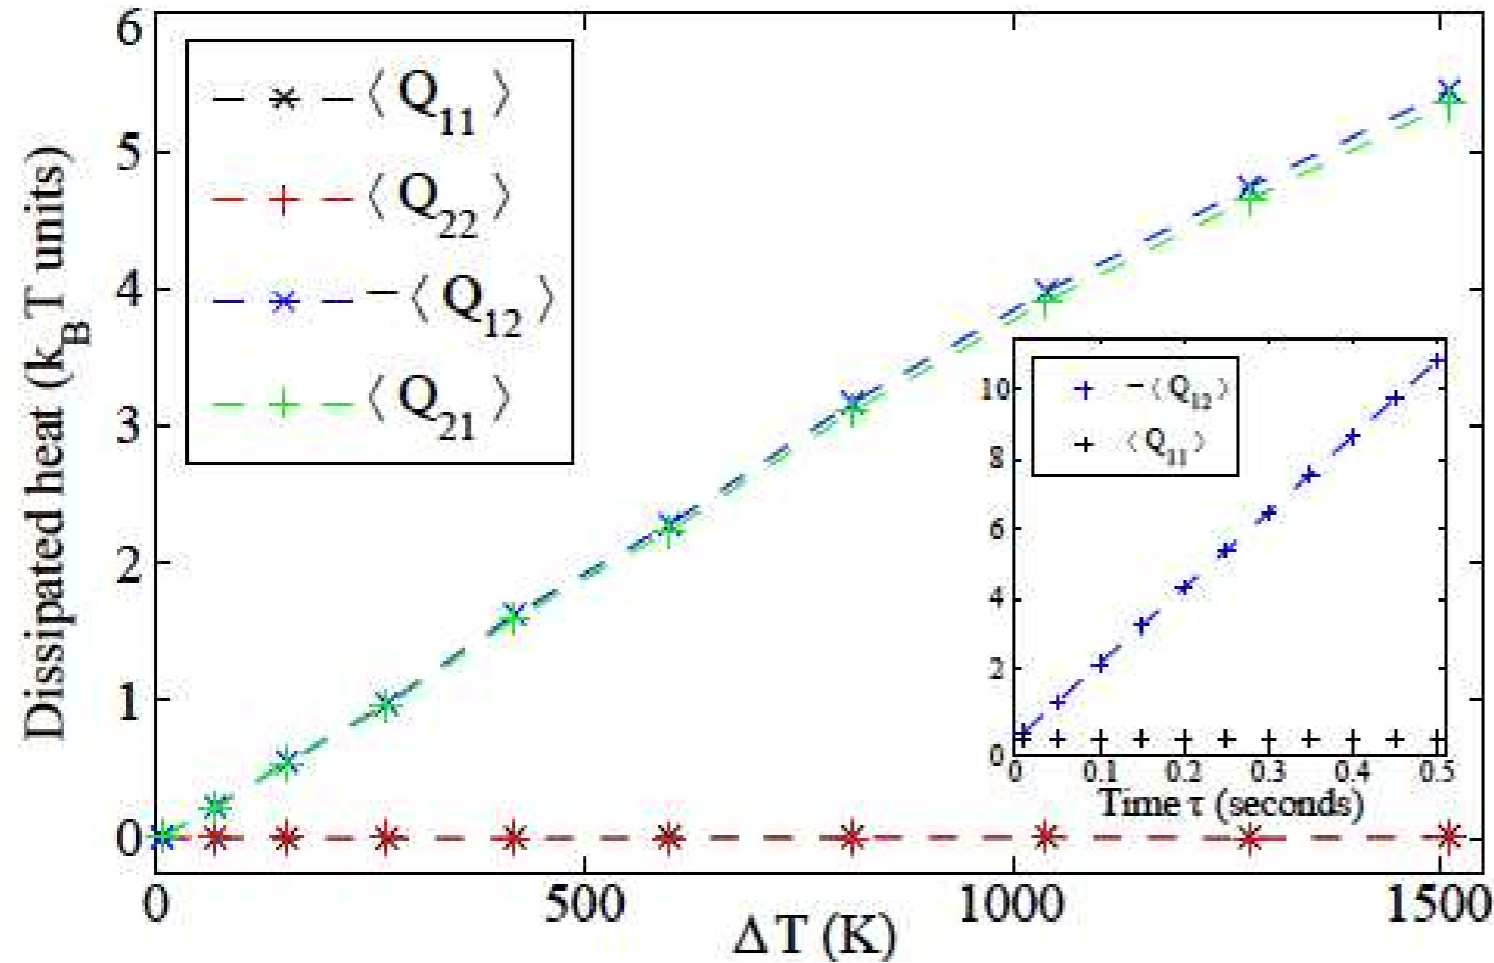 Dissipated heat (k_B T units)
6
5
4
3
2
1
0
⟨Q₁₁⟩
⟨Q₂₂⟩
−⟨Q₁₂⟩
⟨Q₂₁⟩
−⟨Q₁₂⟩
⟨Q₁₁⟩
10
8
6
4
2
0
0 0.1 0.2 0.3 0.4 0.5
Time τ (seconds)
0 500 1000 1500
ΔT (K)